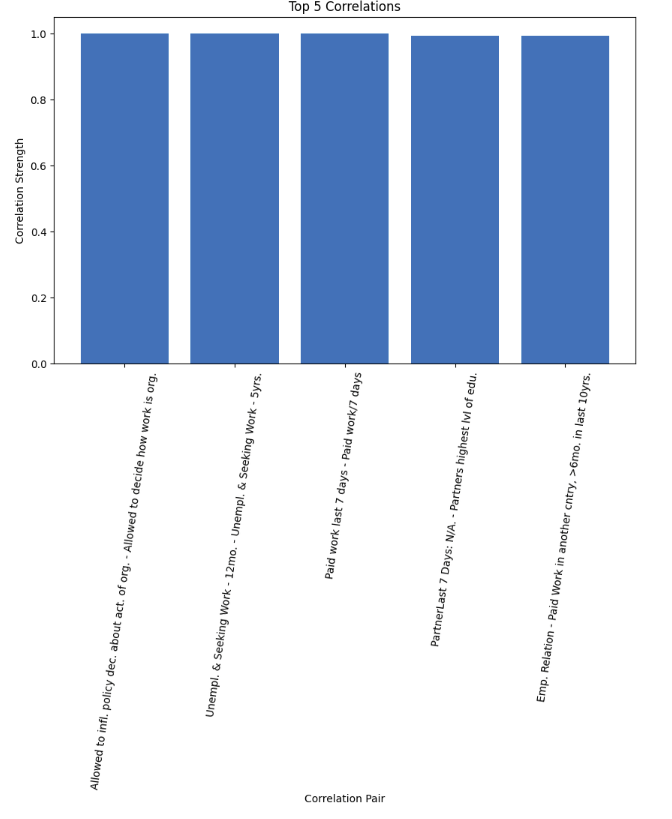 Top 5 Correlations
Correlation Strength
1.0
0.8
0.6
0.4
0.2
0.0
Allowed to infl. policy dec. about act. of org. - Allowed to decide how work is org.
Unempl. & Seeking Work - 12mo. - Unempl. & Seeking Work - 5yrs.
Paid work last 7 days - Paid work/7 days
PartnerLast 7 Days: N/A. - Partners highest lvl of edu.
Emp. Relation - Paid Work in another cntry, >6mo. in last 10yrs.
Correlation Pair